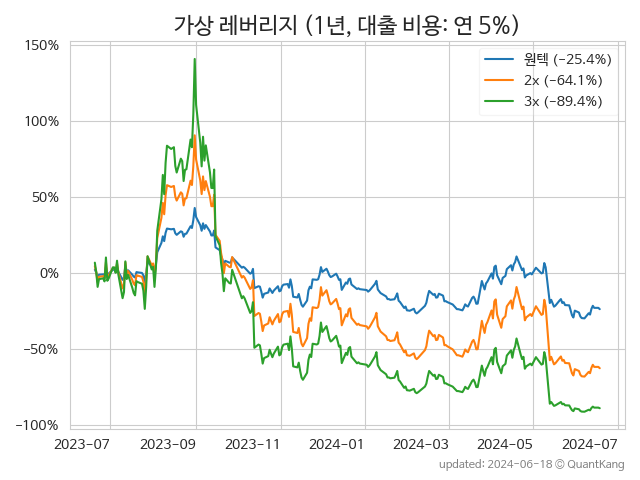 가상 레버리지 (1년, 대출 비용: 연 5%)
150%
100%
50%
0%
−50%
−100%
원텍 (−25.4%)
2x (−64.1%)
3x (−89.4%)
2023-07 2023-09 2023-11 2024-01 2024-03 2024-05 2024-07
updated: 2024-06-18 © QuantKang